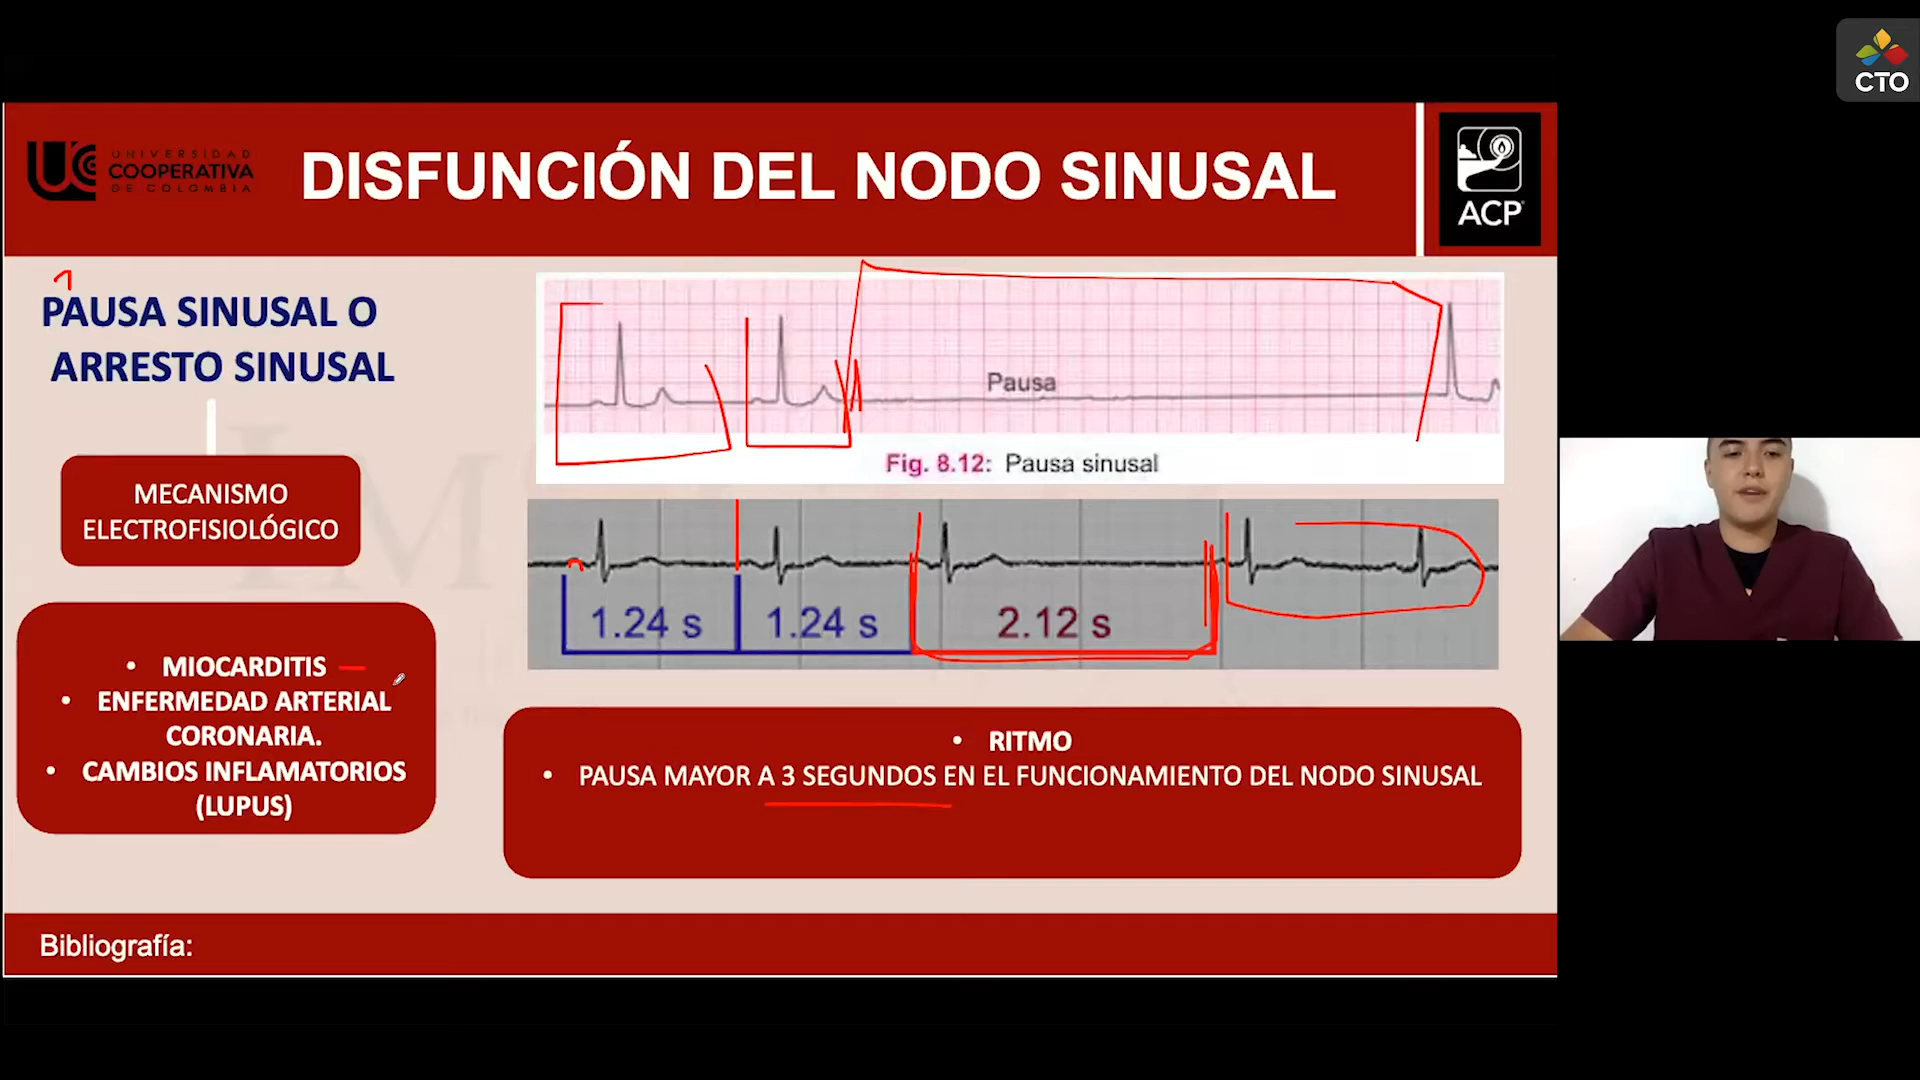 CTO
UNIVERSIDAD
COOPERATIVA
DE COLOMBIA
DISFUNCIÓN DEL NODO SINUSAL
ACP
PAUSA SINUSAL O
ARRESTO SINUSAL
MECANISMO
ELECTROFISIOLÓGICO
• MIOCARDITIS
• ENFERMEDAD ARTERIAL
CORONARIA.
• CAMBIOS INFLAMATORIOS
(LUPUS)
Pausa
Fig. 8.12: Pausa sinusal
1.24 s 1.24 s 2.12 s
• RITMO
• PAUSA MAYOR A 3 SEGUNDOS EN EL FUNCIONAMIENTO DEL NODO SINUSAL
Bibliografía: